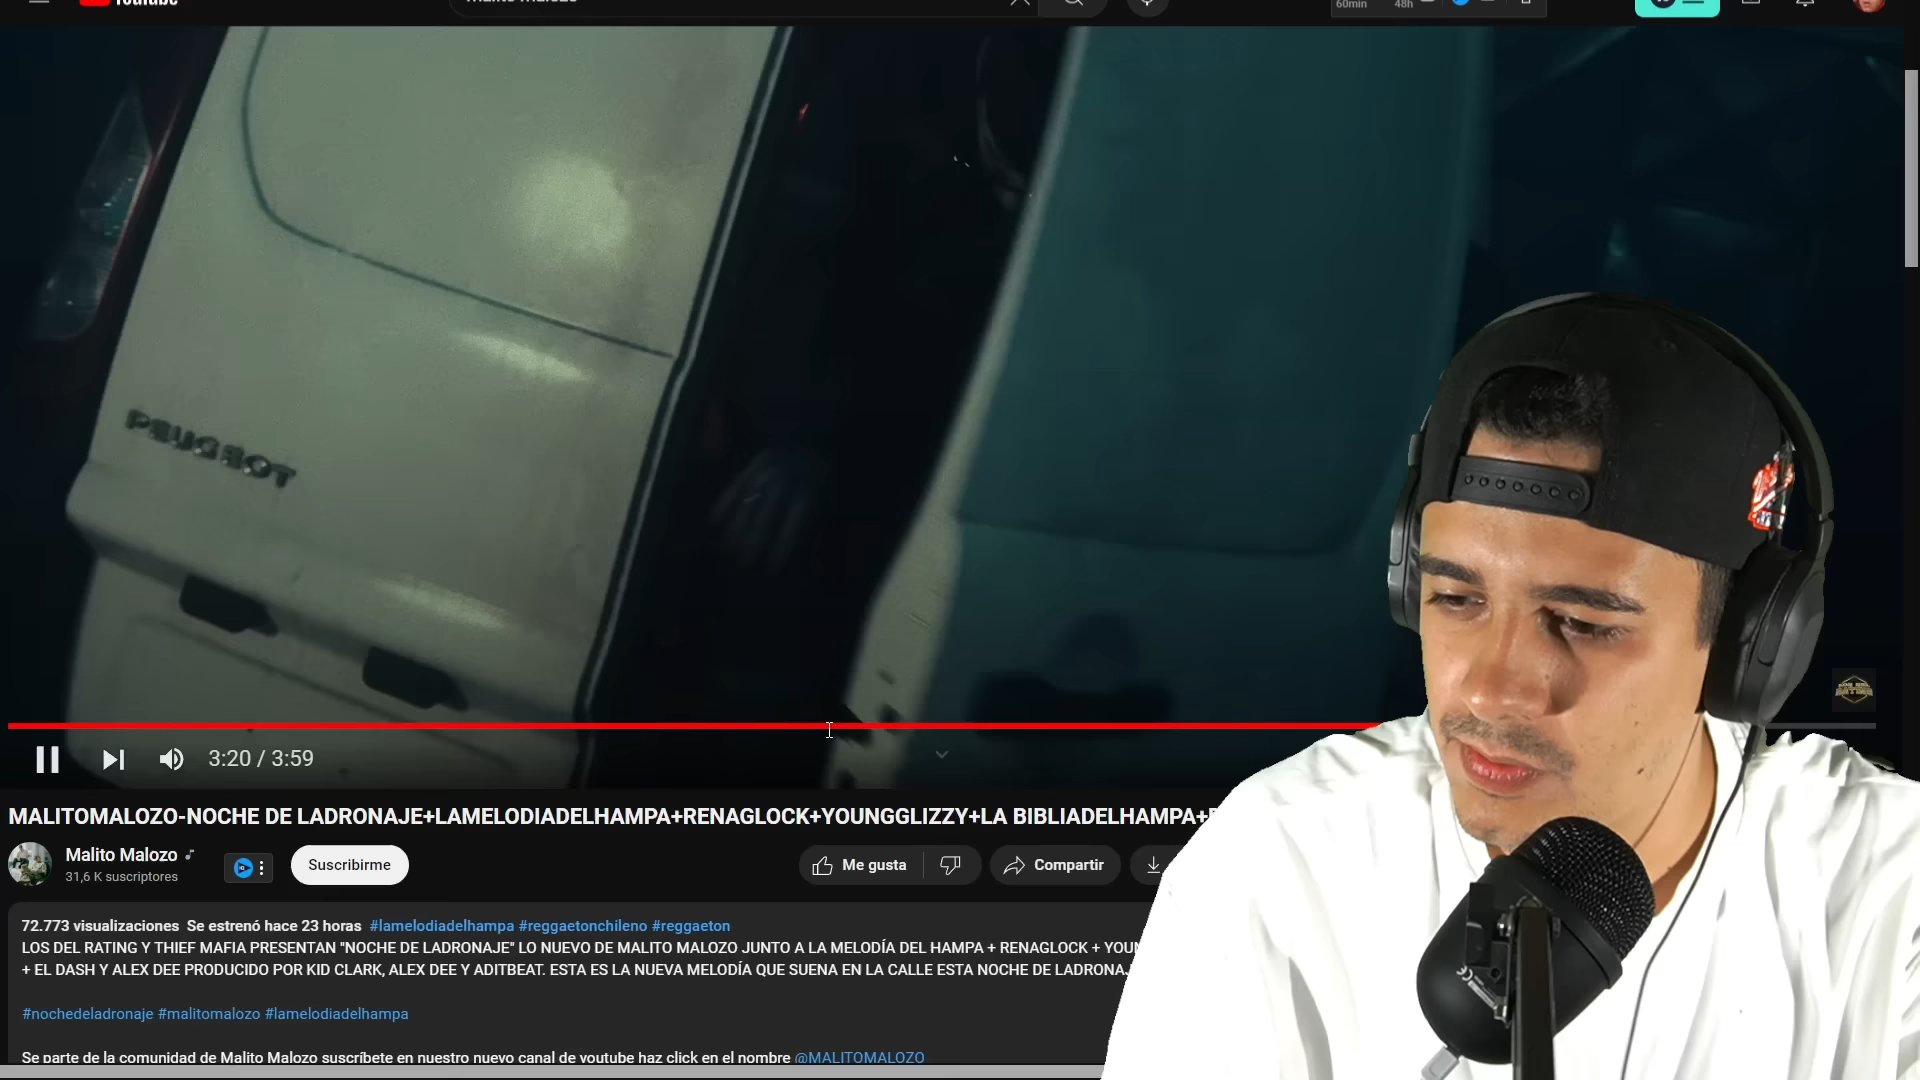 60min
48h
PEUGEOT
3:20 / 3:59
MALITOMALOZO-NOCHE DE LADRONAJE+LAMELODIADELHAMPA+RENAGLOCK+YOUNGGLIZZY+LA BIBLIADELHAMPA+
Malito Malozo
31,6 K suscriptores
Suscribirme
Me gusta
Compartir
72.773 visualizaciones Se estrenó hace 23 horas #lamelodiadelhampa #reggaetonchileno #reggaeton
LOS DEL RATING Y THIEF MAFIA PRESENTAN "NOCHE DE LADRONAJE" LO NUEVO DE MALITO MALOZO JUNTO A LA MELODÍA DEL HAMPA + RENAGLOCK +
+ EL DASH Y ALEX DEE PRODUCIDO POR KID CLARK, ALEX DEE Y ADITBEAT. ESTA ES LA NUEVA MELODÍA QUE SUENA EN LA CALLE ESTA NOCHE DE
#nochedeladronaje #malitomalozo #lamelodiadelhampa
Se parte de la comunidad de Malito Malozo suscríbete en nuestro nuevo canal de youtube haz click en el nombre @MALITOMALOZO